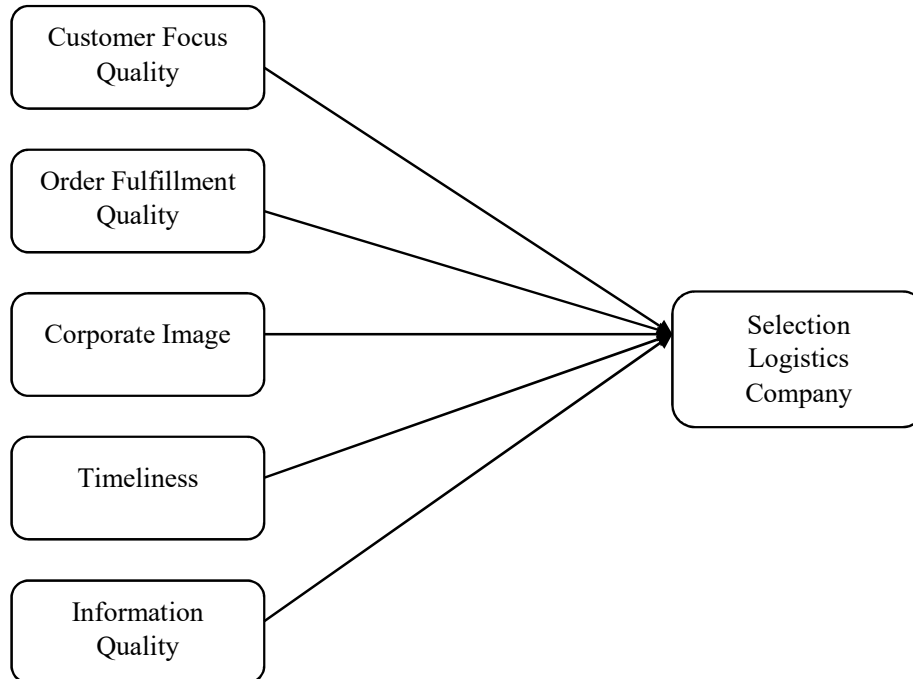 Customer Focus
Quality
Order Fulfillment
Quality
Corporate Image
Timeliness
Information
Quality
Selection
Logistics
Company